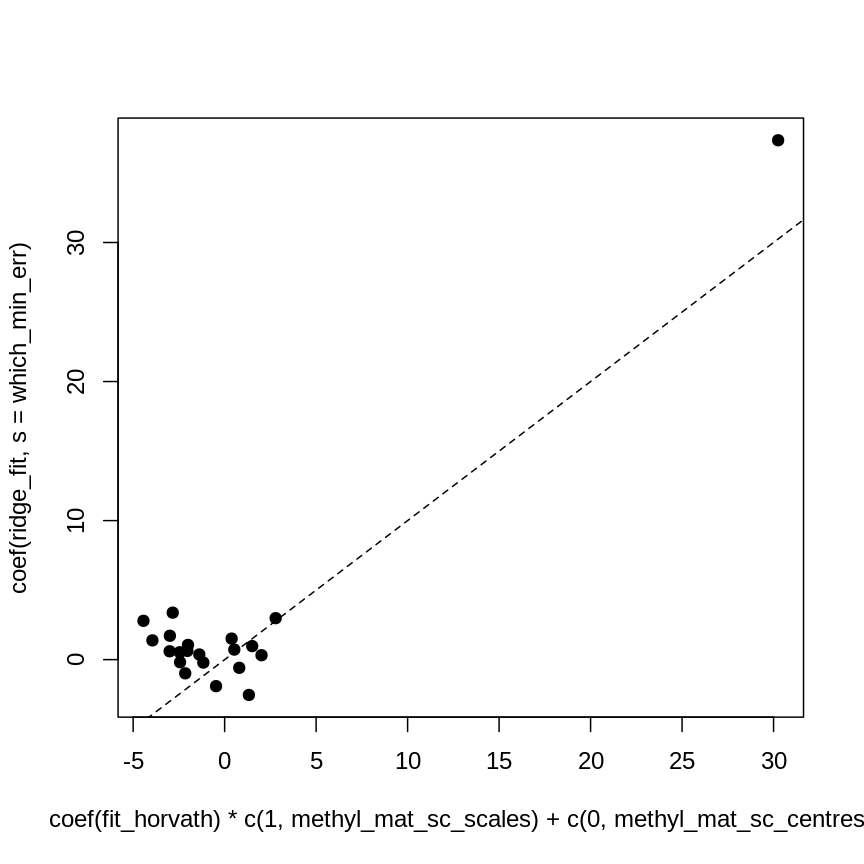 coef(ridge_fit, s = which_min_err)
30
20
10
0
-5 0 5 10 15 20 25 30
coef(fit_horvath) * c(1, methyl_mat_sc_scales) + c(0, methyl_mat_sc_centres